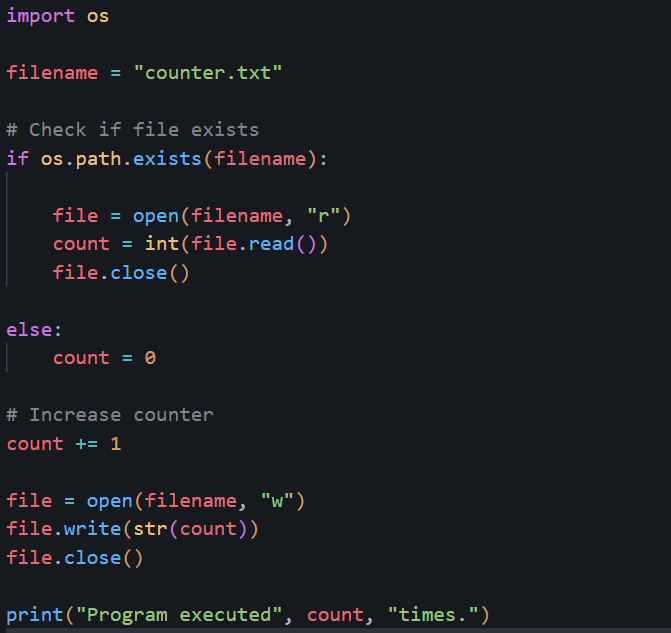 import os
filename = "counter.txt"
# Check if file exists
if os.path.exists(filename):
    file = open(filename, "r")
    count = int(file.read())
    file.close()
else:
    count = 0
# Increase counter
count += 1
file = open(filename, "w")
file.write(str(count))
file.close()
print("Program executed", count, "times.")